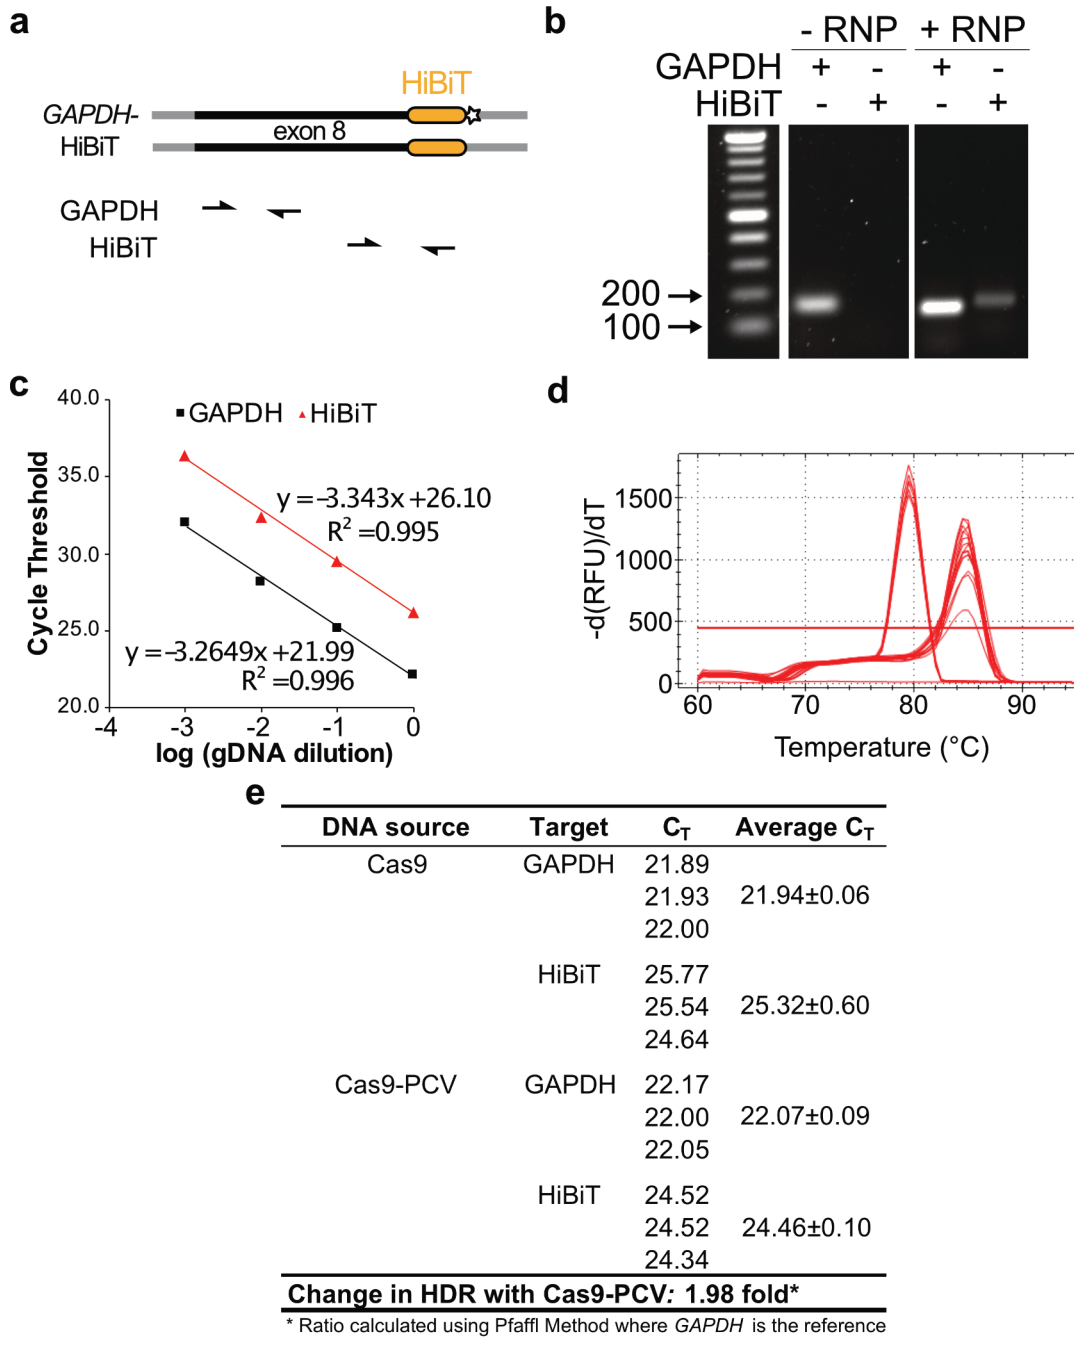 a
HiBiT
GAPDH-
HiBiT
exon 8
GAPDH
HiBiT
b
- RNP + RNP
GAPDH + - + -
HiBiT - + - +
200
100
c
40.0
35.0
30.0
25.0
20.0
Cycle Threshold
GAPDH HiBiT
y = -3.343x + 26.10
R² = 0.995
y = -3.2649x + 21.99
R² = 0.996
-4 -3 -2 -1 0
log (gDNA dilution)
d
1500
1000
500
0
-d(RFU)/dT
60 70 80 90
Temperature (°C)
e
DNA source Target CT Average CT
Cas9 GAPDH 21.89
21.93 21.94±0.06
22.00
HiBiT 25.77
25.54 25.32±0.60
24.64
Cas9-PCV GAPDH 22.17
22.00 22.07±0.09
22.05
HiBiT 24.52
24.52 24.46±0.10
24.34
Change in HDR with Cas9-PCV: 1.98 fold*
* Ratio calculated using Pfaffl Method where GAPDH is the reference